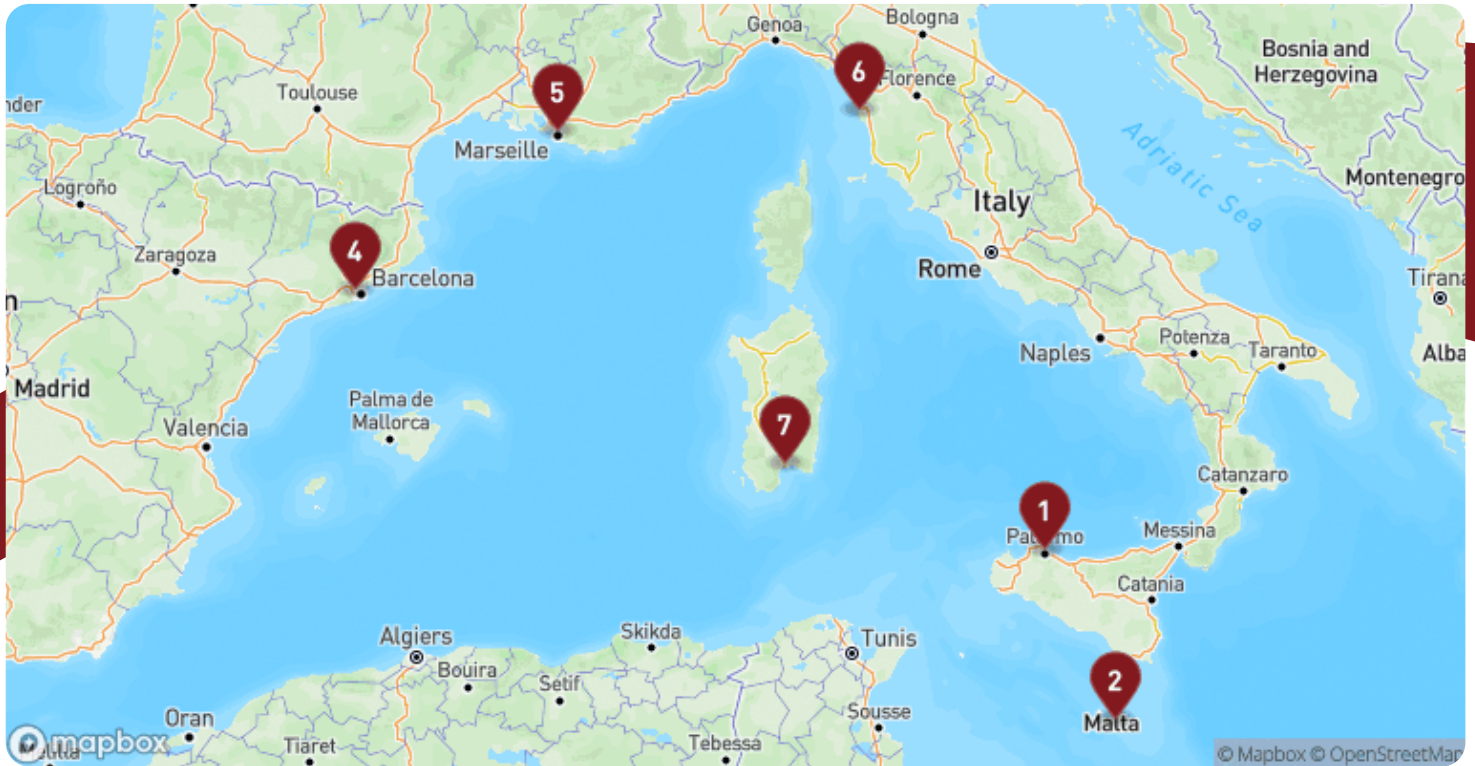 Genoa
Bologna
Bosnia and
Herzegovina
6
Florence
5
Toulouse
nder
Marseille
Adriatic Sea
Montenegro
Logroño
Italy
4
Zaragoza
Barcelona
Rome
Tirana
n
Naples
Potenza
Taranto
Alba
Madrid
Palma de
Mallorca
Valencia
7
Catanzaro
1
Messina
Catania
Algiers
Skikda
Tunis
Bouira
Setif
2
Malta
Oran
Sousse
mapbox
Tiaret
Tebessa
© Mapbox © OpenStreetMap